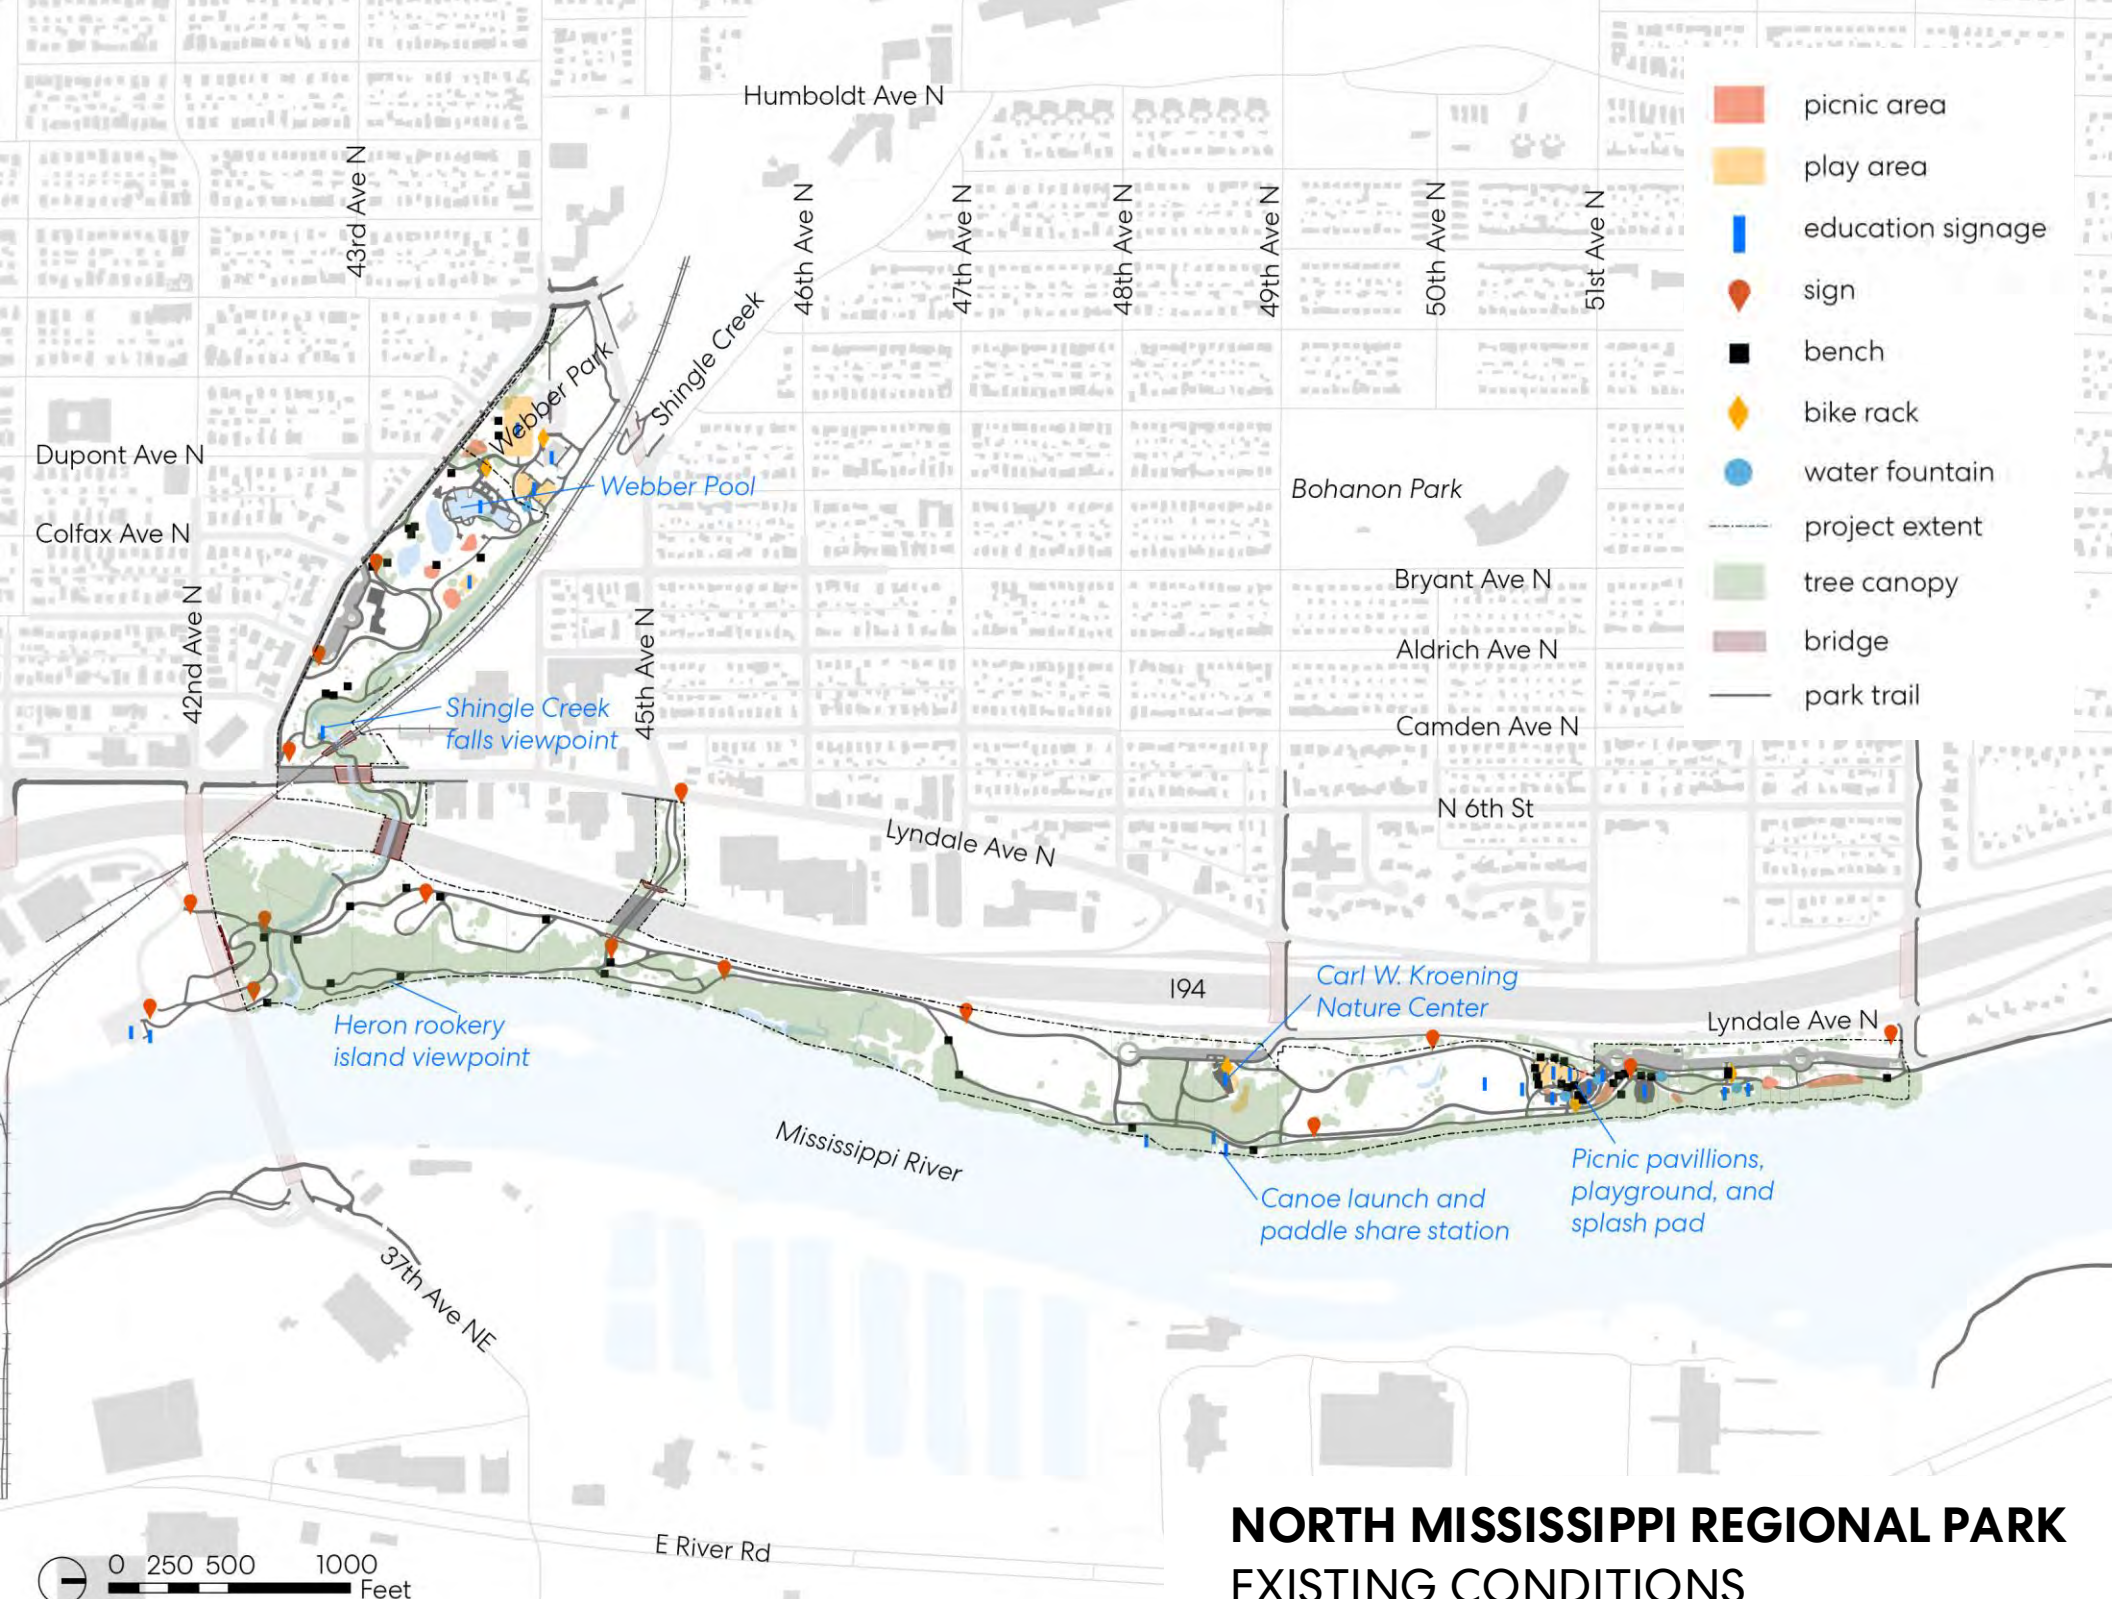 Humboldt Ave N
picnic area
play area
education signage
sign
bench
bike rack
water fountain
project extent
tree canopy
bridge
park trail
43rd Ave N
46th Ave N
47th Ave N
48th Ave N
49th Ave N
50th Ave N
51st Ave N
Shingle Creek
Webber Park
Dupont Ave N
Webber Pool
Bohanon Park
Colfax Ave N
Bryant Ave N
42nd Ave N
45th Ave N
Aldrich Ave N
Shingle Creek
falls viewpoint
Camden Ave N
N 6th St
Lyndale Ave N
I94
Carl W. Kroening
Nature Center
Lyndale Ave N
Heron rookery
island viewpoint
Mississippi River
Canoe launch and
paddle share station
Picnic pavillions,
playground, and
splash pad
37th Ave NE
E River Rd
0 250 500 1000
Feet
NORTH MISSISSIPPI REGIONAL PARK
EXISTING CONDITIONS